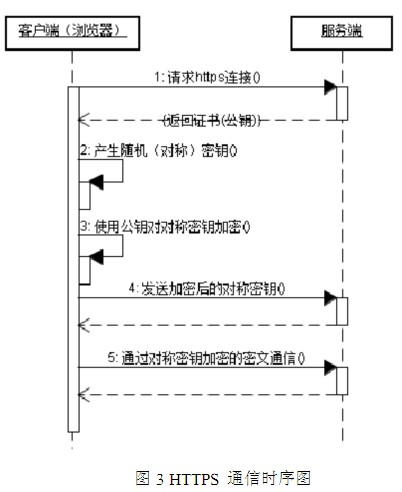 客户端（浏览器）
服务端
1: 请求https连接()
(返回证书(公钥))
2: 产生随机（对称）密钥()
3: 使用公钥对对称密钥加密()
4: 发送加密后的对称密钥()
5: 通过对称密钥加密的密文通信()
图 3 HTTPS 通信时序图